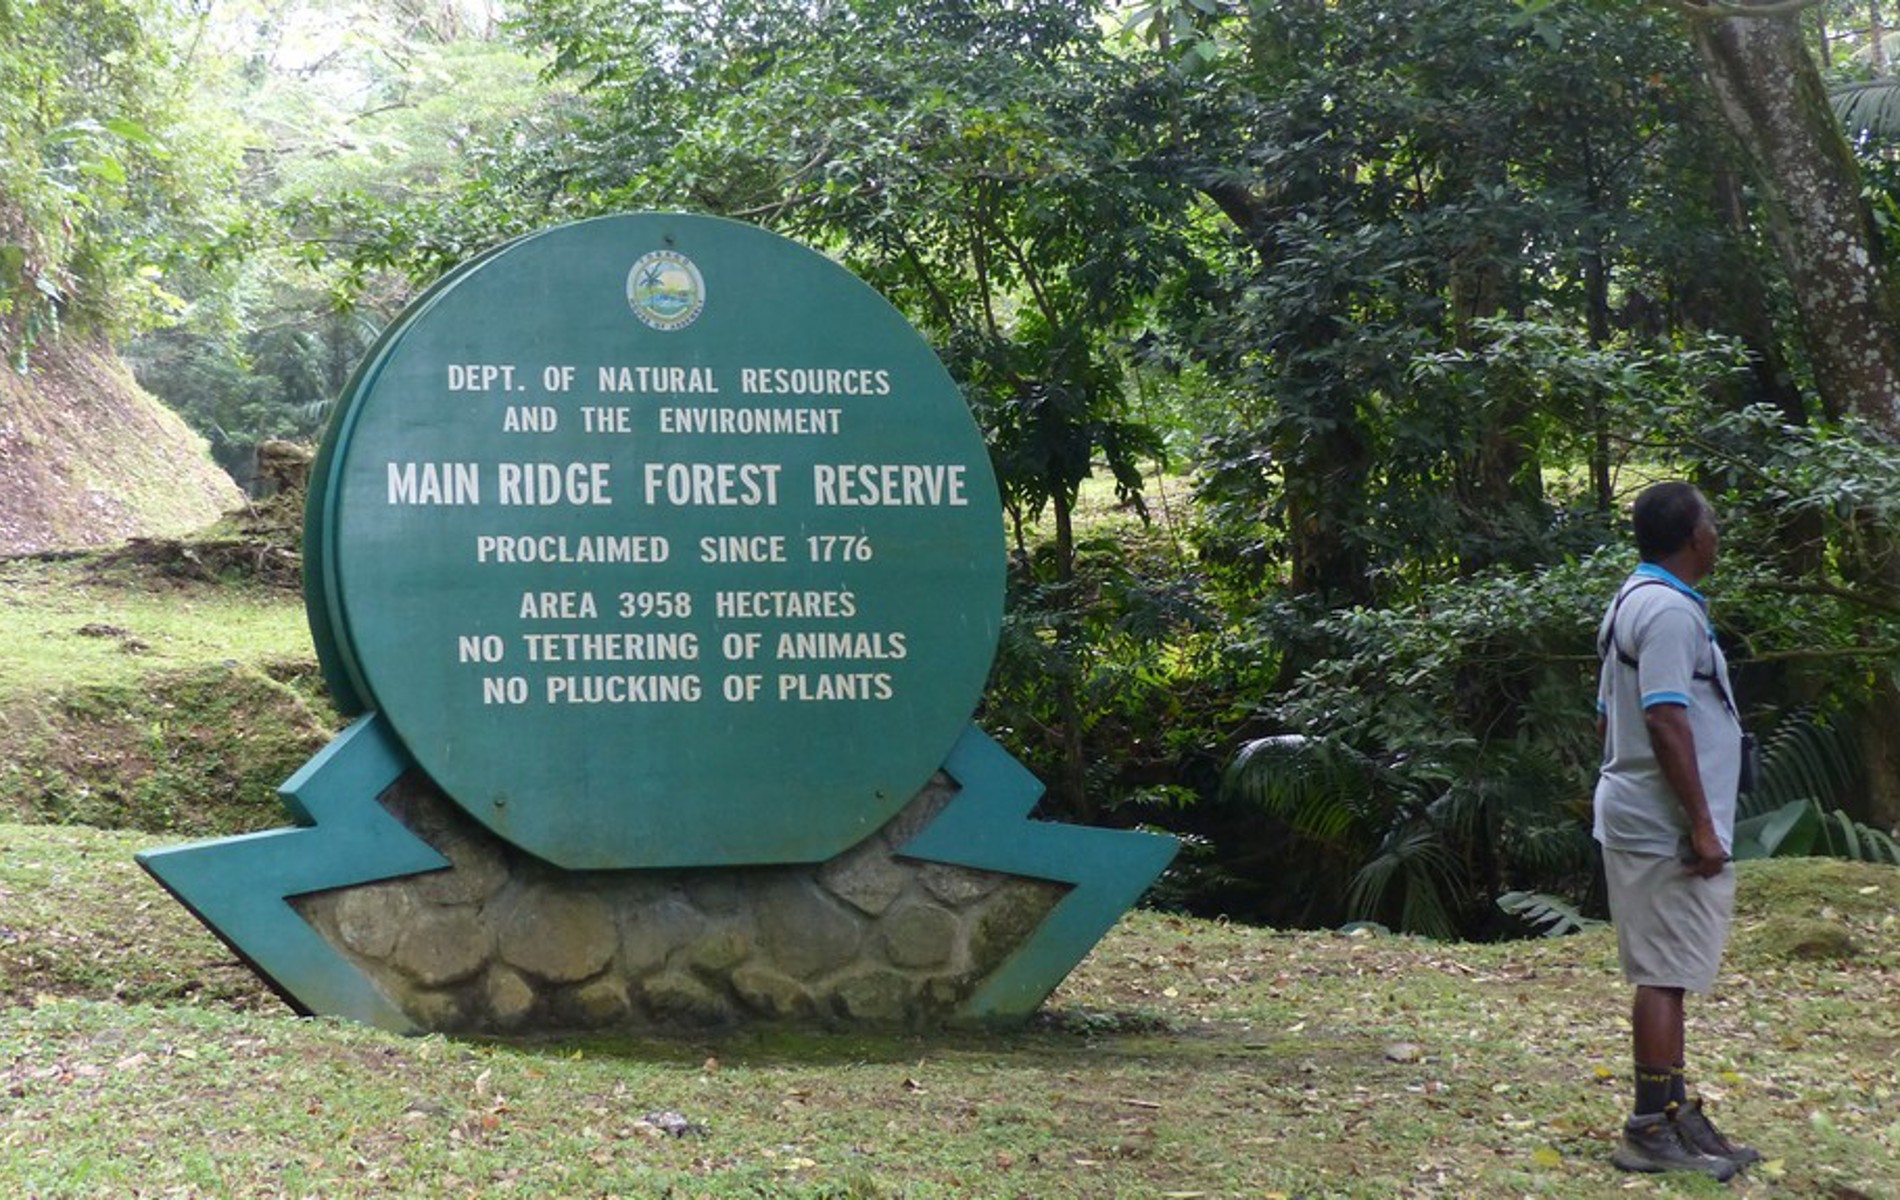 DEPT. OF NATURAL RESOURCES
AND THE ENVIRONMENT
MAIN RIDGE FOREST RESERVE
PROCLAIMED SINCE 1776
AREA 3958 HECTARES
NO TETHERING OF ANIMALS
NO PLUCKING OF PLANTS